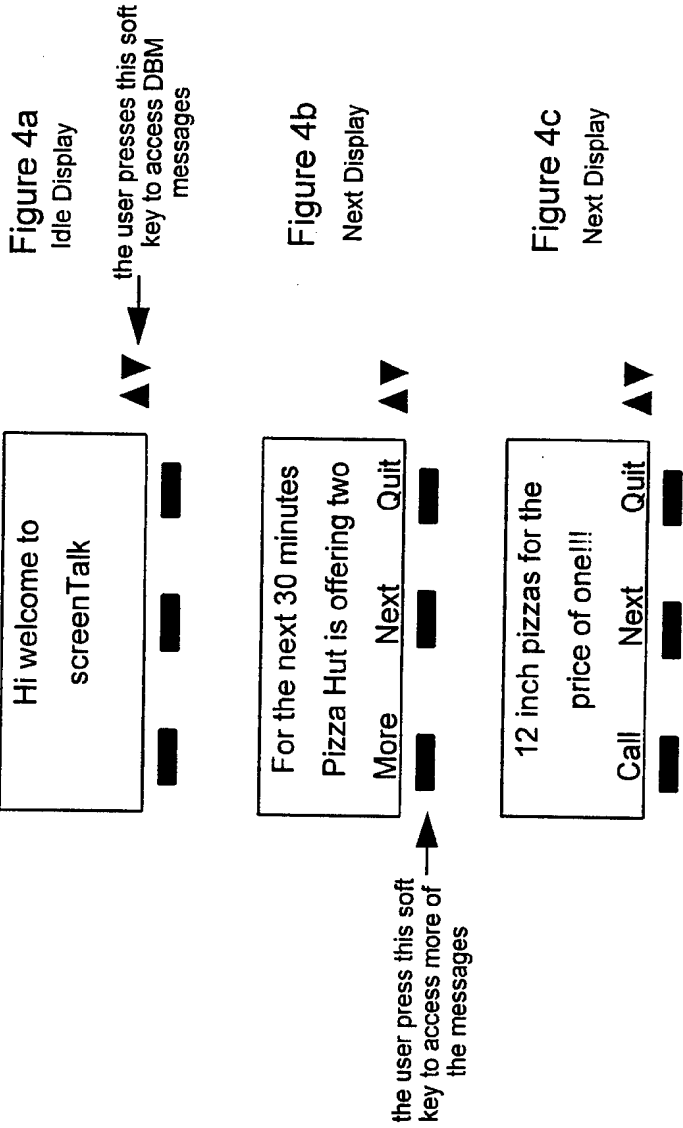 Figure 4a
Idle Display
the user presses this soft
key to access DBM
messages
Hi welcome to
screenTalk
Figure 4b
Next Display
For the next 30 minutes
Pizza Hut is offering two
More Next Quit
the user press this soft
key to access more of
the messages
Figure 4c
Next Display
12 inch pizzas for the
price of one!!!
Call Next Quit